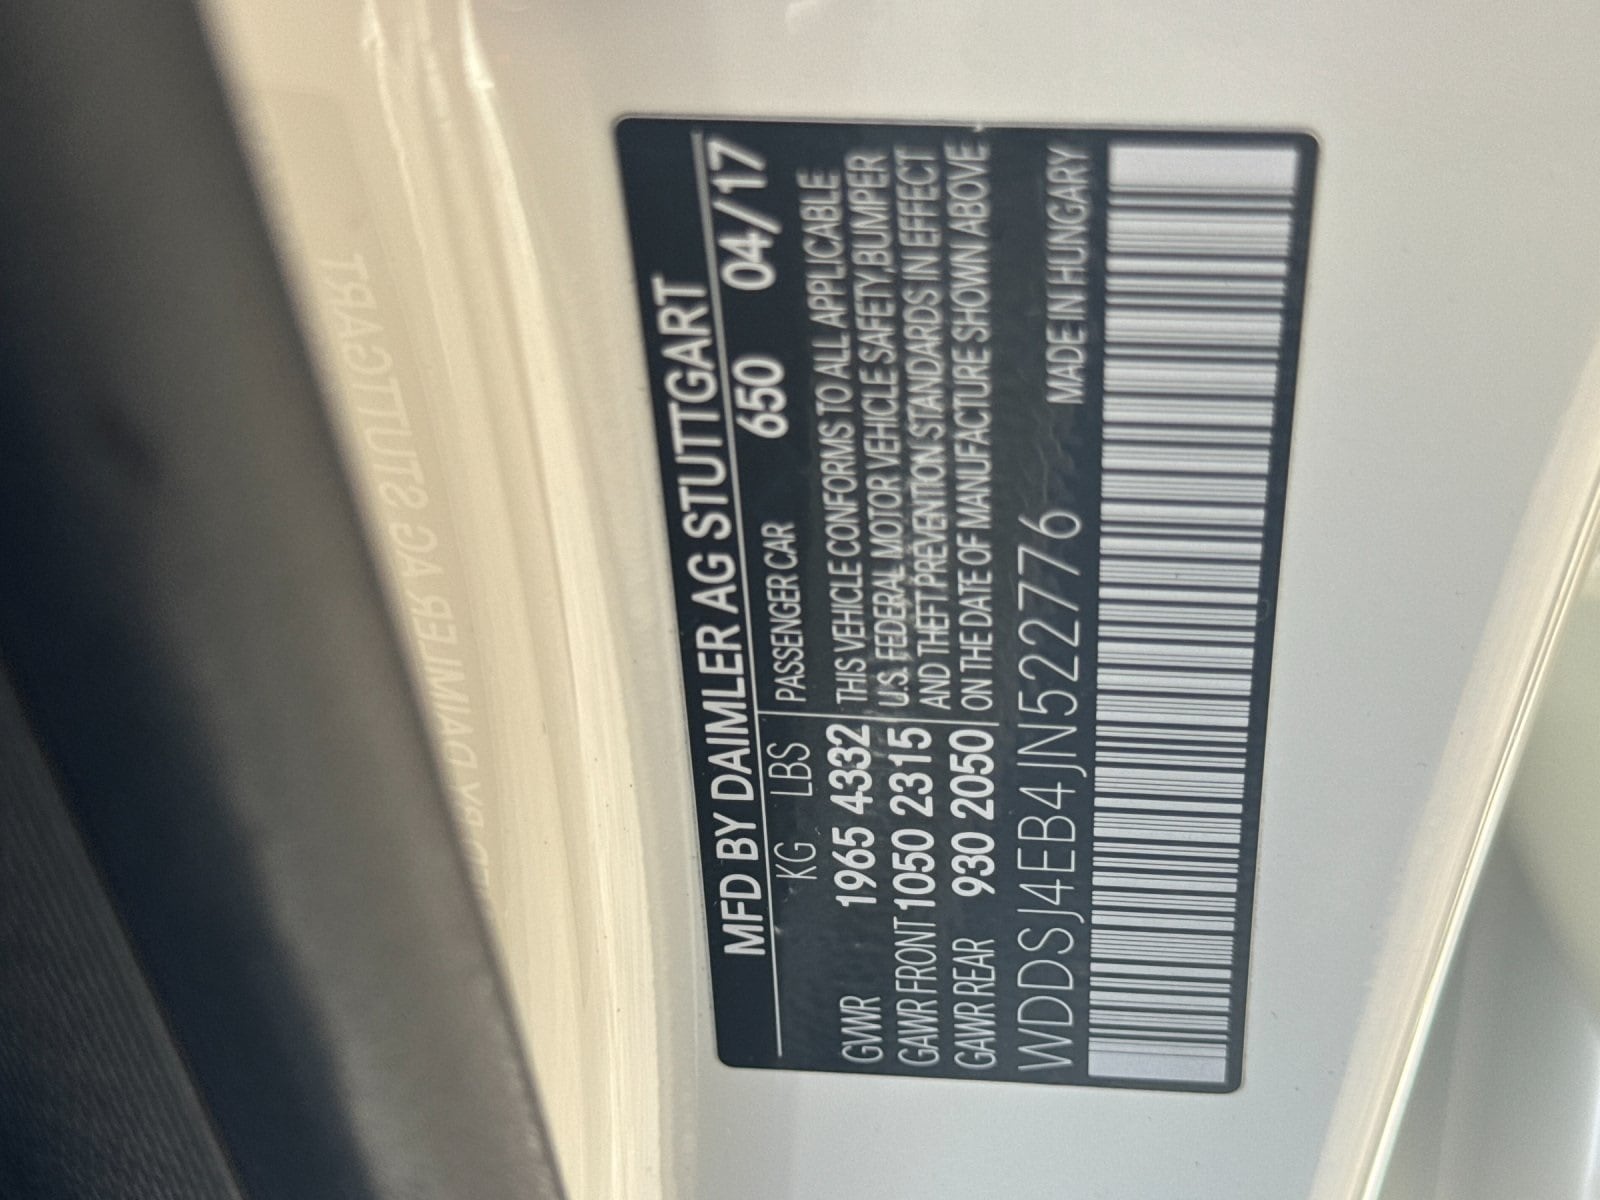 MFD BY DAIMLER AG STUTTGART
KG LBS PASSENGER CAR 650 04/17
GVWR 1965 4332 THIS VEHICLE CONFORMS TO ALL APPLICABLE
GAWR FRONT 1050 2315 U.S. FEDERAL MOTOR VEHICLE SAFETY,BUMPER
AND THEFT PREVENTION STANDARDS IN EFFECT
GAWR REAR 930 2050 ON THE DATE OF MANUFACTURE SHOWN ABOVE
WDDSJ4EB4JN522776 MADE IN HUNGARY